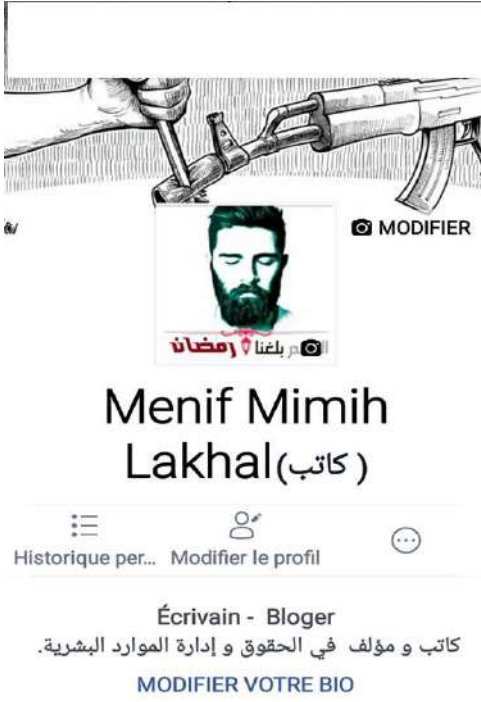 MODIFIER
بلغنا رمضان
Menif Mimih
Lakhal(كاتب )
Historique per... Modifier le profil
Écrivain - Bloger
كاتب و مؤلف في الحقوق و إدارة الموارد البشرية.
MODIFIER VOTRE BIO